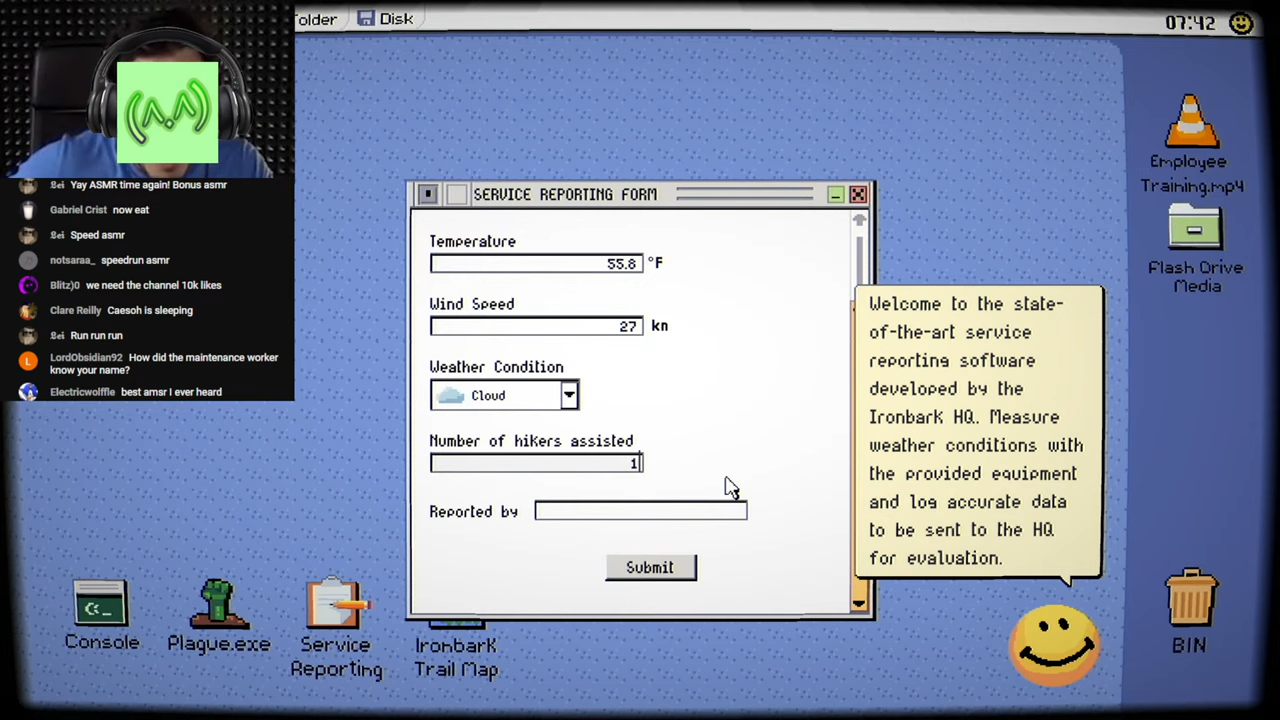 older
Disk
07:42
(^.^)
ꍏei Yay ASMR time again! Bonus asmr
Gabriel Crist now eat
Speed asmr
notsaraa_ speedrun asmr
Blitz)0 we need the channel 10k likes
Clare Reilly Caesoh is sleeping
Run run run
LordObsidian92 How did the maintenance worker
know your name?
Electricwolffle best amsr I ever heard
SERVICE REPORTING FORM
Temperature
55.8 °F
Wind Speed
27 kn
Weather Condition
Cloud
Number of hikers assisted
1
Reported by
Submit
Welcome to the state-
of-the-art service
reporting software
developed by the
Ironbark HQ. Measure
weather conditions with
the provided equipment
and log accurate data
to be sent to the HQ
for evaluation.
Employee
Training.mp4
Flash Drive
Media
Console
Plague.exe
Service
Reporting
Ironbark
Trail Map
BIN